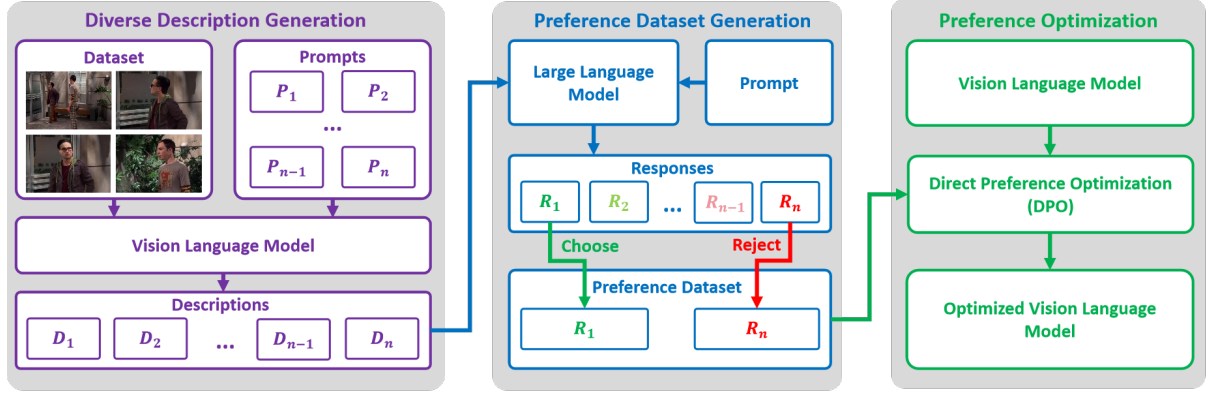 Diverse Description Generation
Dataset
Prompts
P₁
P₂
...
Pₙ₋₁
Pₙ
Vision Language Model
Descriptions
D₁
D₂
...
Dₙ₋₁
Dₙ
Preference Dataset Generation
Large Language
Model
Prompt
Responses
R₁
R₂
...
Rₙ₋₁
Rₙ
Choose
Reject
Preference Dataset
R₁
Rₙ
Preference Optimization
Vision Language Model
Direct Preference Optimization
(DPO)
Optimized Vision Language
Model